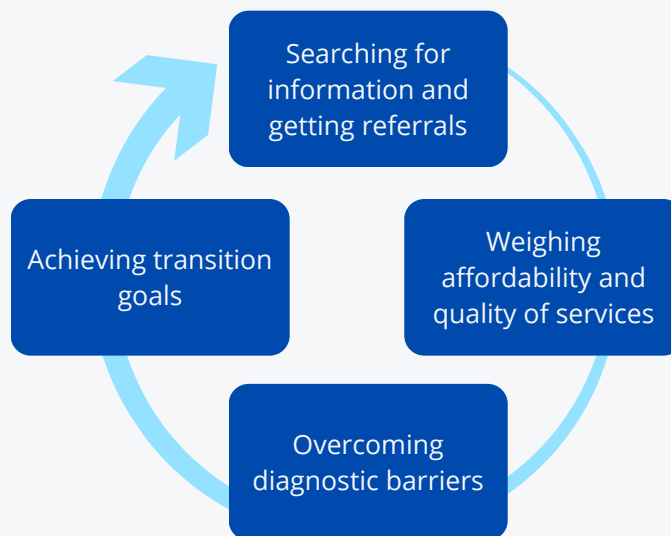 Searching for
information and
getting referrals
Weighing
affordability and
quality of services
Overcoming
diagnostic barriers
Achieving transition
goals